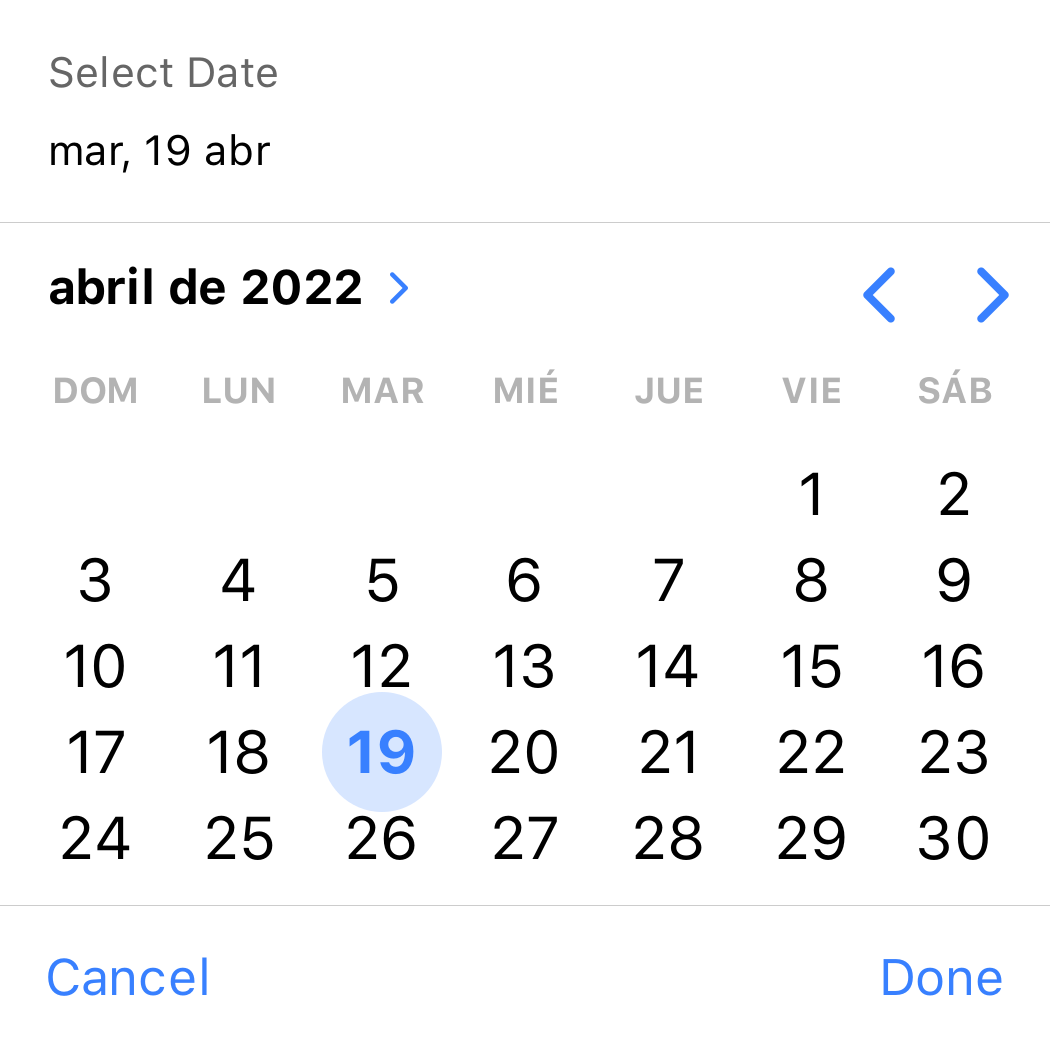 Select Date
mar, 19 abr
abril de 2022
DOM LUN MAR MIÉ JUE VIE SÁB
1 2
3 4 5 6 7 8 9
10 11 12 13 14 15 16
17 18 19 20 21 22 23
24 25 26 27 28 29 30
Cancel Done